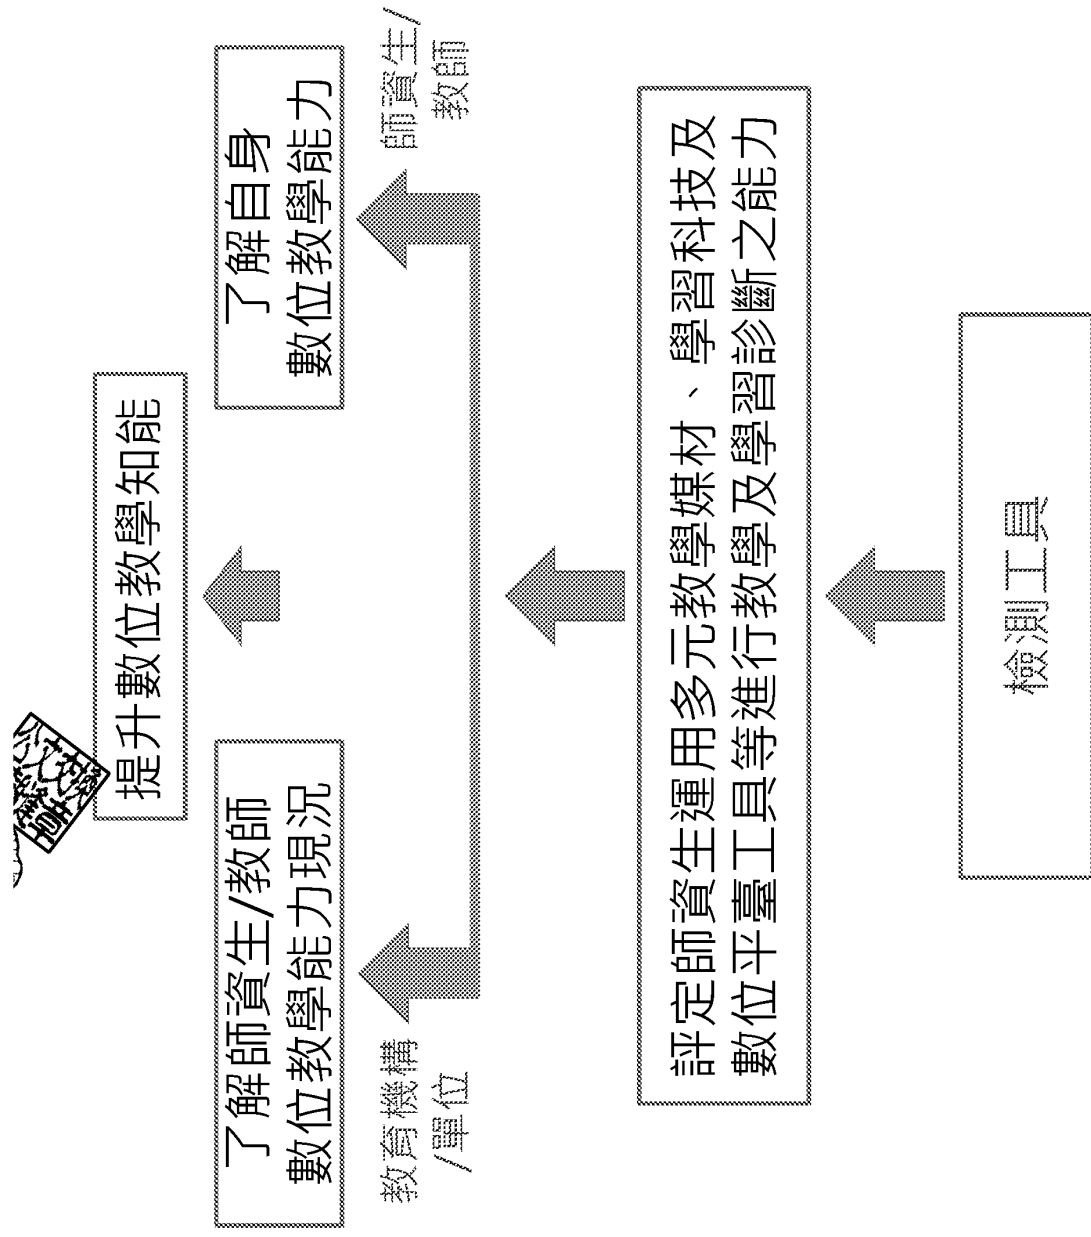 檢測工具
評定師資生運用多元教學媒材、學習科技及
數位平臺工具等進行教學及學習診斷之能力
教育機構
/單位
師資生/
教師
了解師資生/教師
數位教學能力現況
了解自身
數位教學能力
提升數位教學知能